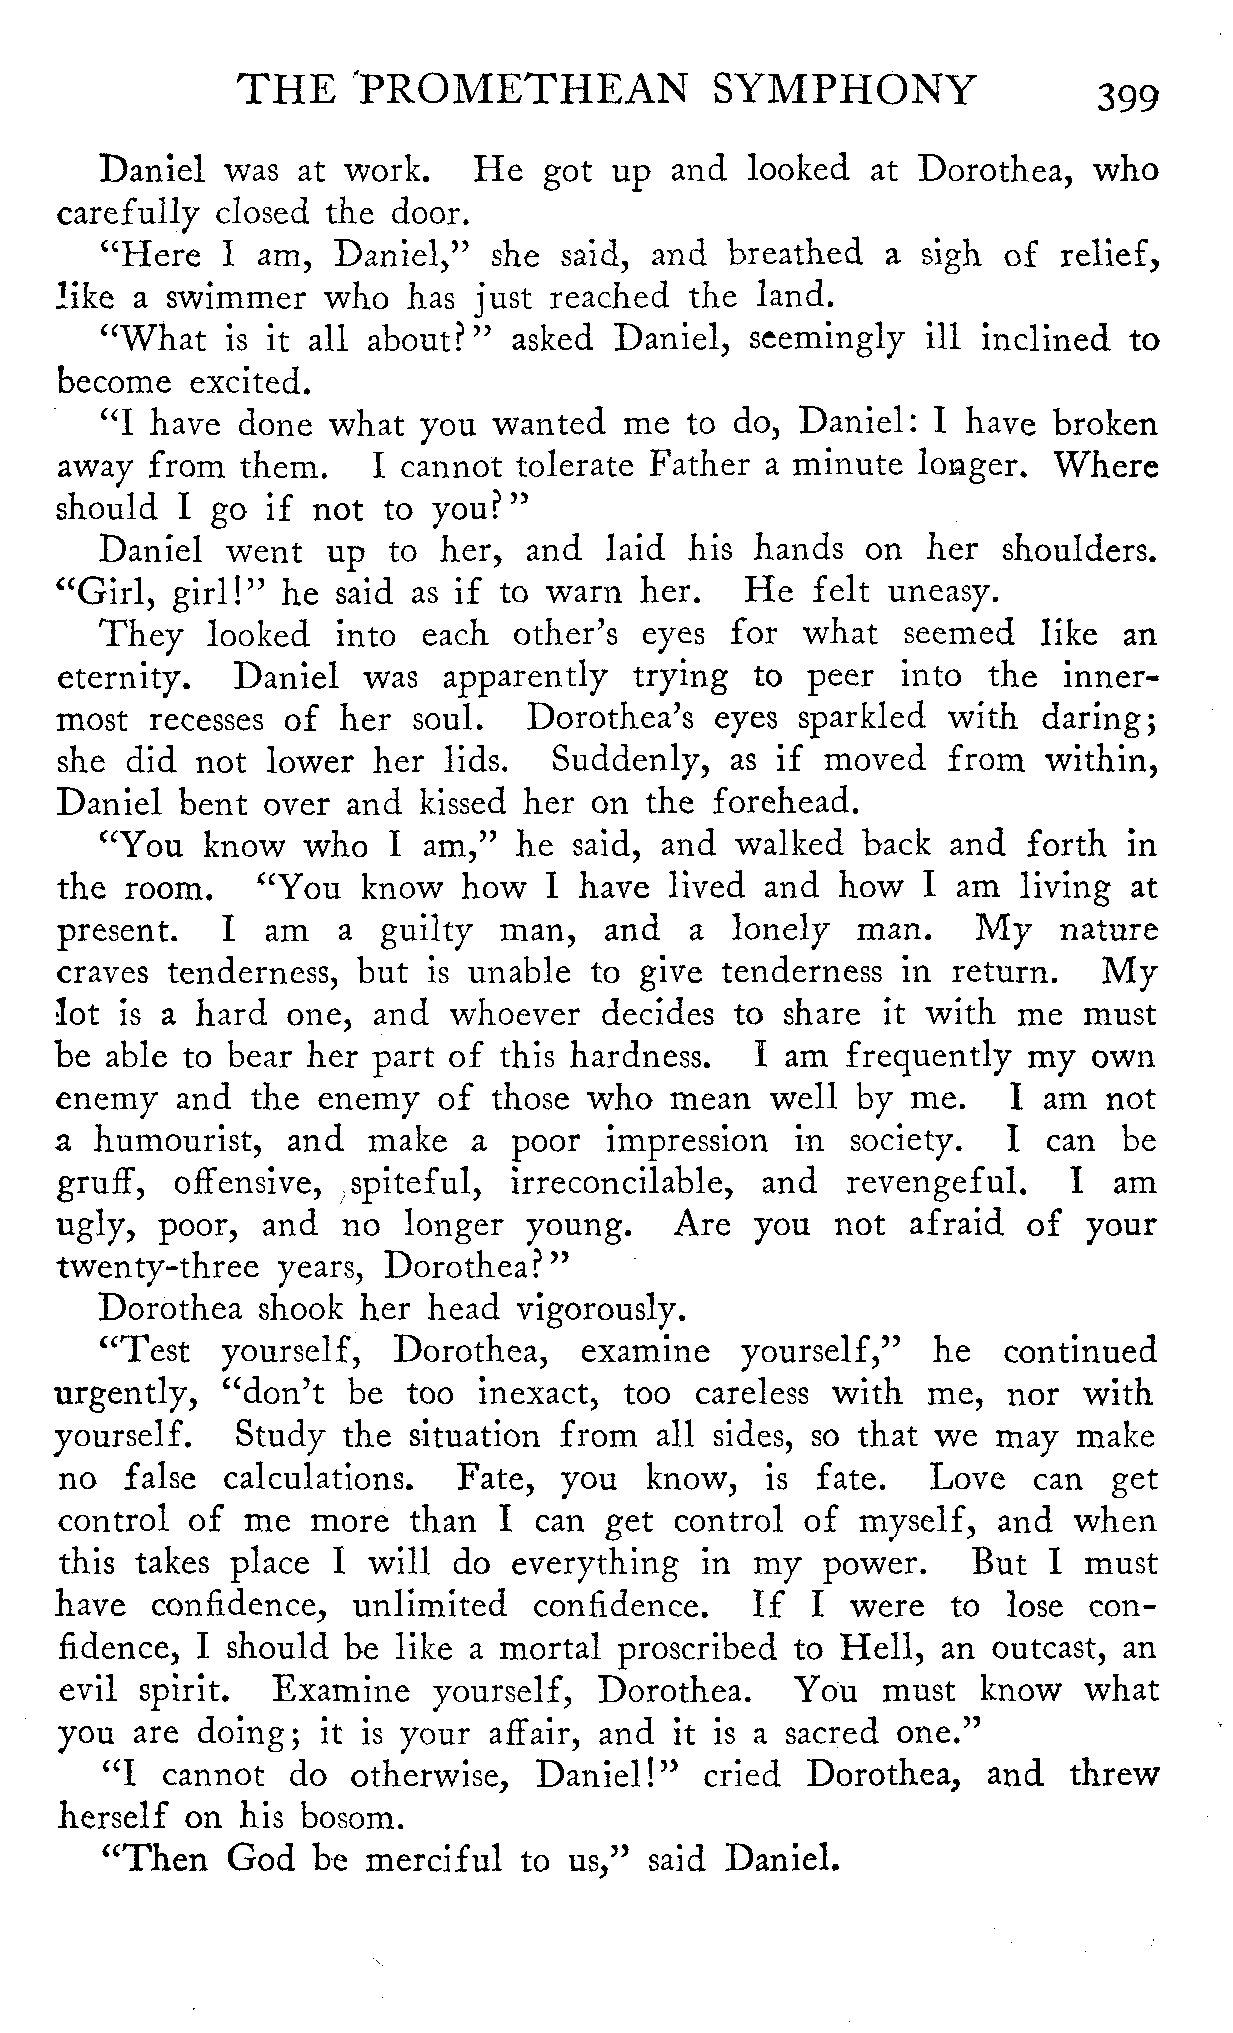 THE PROMETHEAN SYMPHONY 399
Daniel was at work. He got up and looked at Dorothea, who
carefully closed the door.
“Here I am, Daniel,” she said, and breathed a sigh of relief,
like a swimmer who has just reached the land.
“What is it all about?” asked Daniel, seemingly ill inclined to
become excited.
“I have done what you wanted me to do, Daniel: I have broken
away from them. I cannot tolerate Father a minute longer. Where
should I go if not to you?”
Daniel went up to her, and laid his hands on her shoulders.
“Girl, girl!” he said as if to warn her. He felt uneasy.
They looked into each other’s eyes for what seemed like an
eternity. Daniel was apparently trying to peer into the inner-
most recesses of her soul. Dorothea’s eyes sparkled with daring;
she did not lower her lids. Suddenly, as if moved from within,
Daniel bent over and kissed her on the forehead.
“You know who I am,” he said, and walked back and forth in
the room. “You know how I have lived and how I am living at
present. I am a guilty man, and a lonely man. My nature
craves tenderness, but is unable to give tenderness in return. My
lot is a hard one, and whoever decides to share it with me must
be able to bear her part of this hardness. I am frequently my own
enemy and the enemy of those who mean well by me. I am not
a humourist, and make a poor impression in society. I can be
gruff, offensive, spiteful, irreconcilable, and revengeful. I am
ugly, poor, and no longer young. Are you not afraid of your
twenty-three years, Dorothea?”
Dorothea shook her head vigorously.
“Test yourself, Dorothea, examine yourself,” he continued
urgently, “don’t be too inexact, too careless with me, nor with
yourself. Study the situation from all sides, so that we may make
no false calculations. Fate, you know, is fate. Love can get
control of me more than I can get control of myself, and when
this takes place I will do everything in my power. But I must
have confidence, unlimited confidence. If I were to lose con-
fidence, I should be like a mortal proscribed to Hell, an outcast, an
evil spirit. Examine yourself, Dorothea. You must know what
you are doing; it is your affair, and it is a sacred one.”
“I cannot do otherwise, Daniel!” cried Dorothea, and threw
herself on his bosom.
“Then God be merciful to us,” said Daniel.